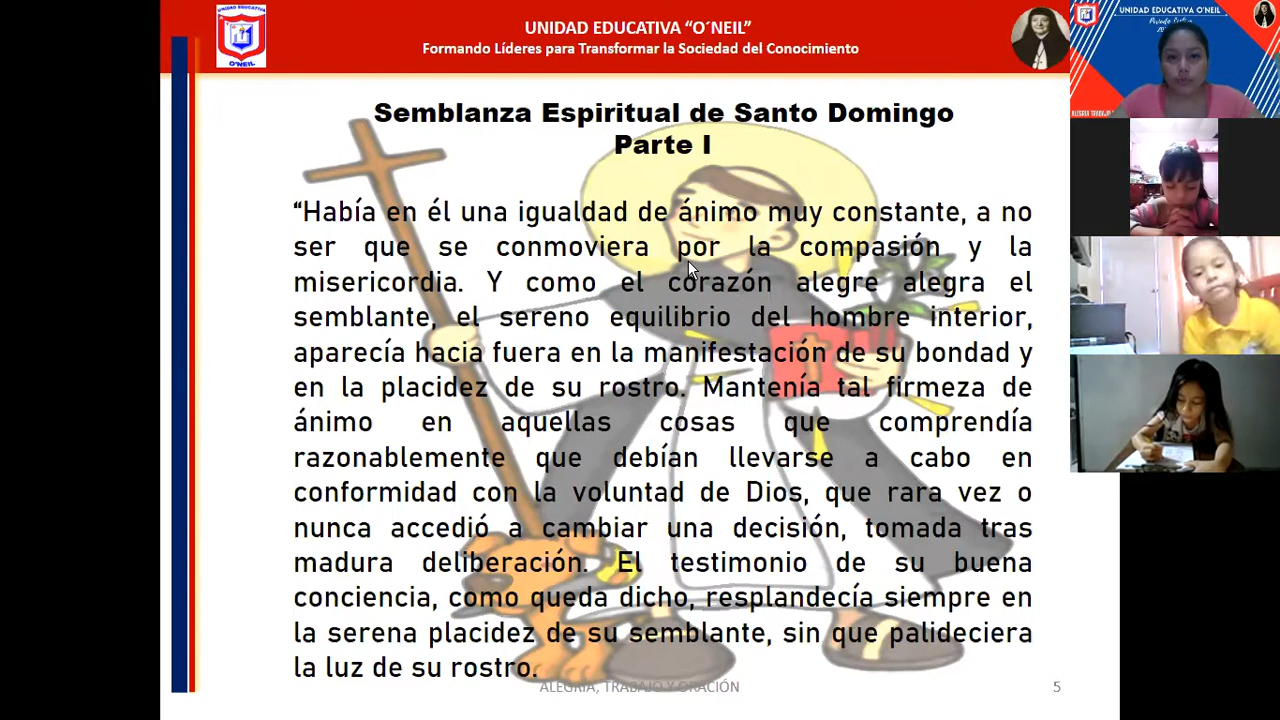 UNIDAD EDUCATIVA
O'NEIL
UNIDAD EDUCATIVA “O´NEIL”
Formando Líderes para Transformar la Sociedad del Conocimiento
UNIDAD EDUCATIVA O'NEIL
Semblanza Espiritual de Santo Domingo
Parte I
“Había en él una igualdad de ánimo muy constante, a no
ser que se conmoviera por la compasión y la
misericordia. Y como el corazón alegre alegra el
semblante, el sereno equilibrio del hombre interior,
aparecía hacia fuera en la manifestación de su bondad y
en la placidez de su rostro. Mantenía tal firmeza de
ánimo en aquellas cosas que comprendía
razonablemente que debían llevarse a cabo en
conformidad con la voluntad de Dios, que rara vez o
nunca accedió a cambiar una decisión, tomada tras
madura deliberación. El testimonio de su buena
conciencia, como queda dicho, resplandecía siempre en
la serena placidez de su semblante, sin que palideciera
la luz de su rostro.
ALEGRÍA, TRABAJO Y ORACIÓN
5